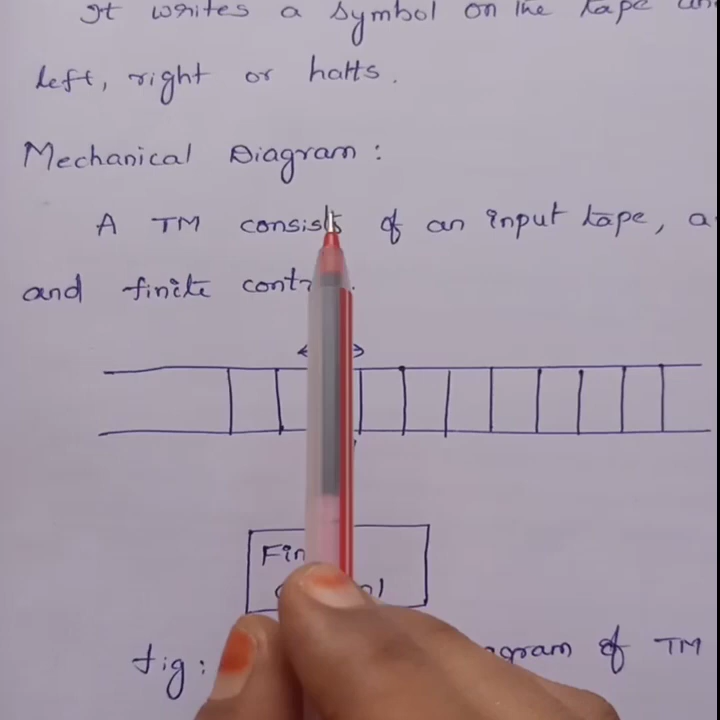 It writes a symbol on the tape
left, right or halts.
Mechanical Diagram:
A TM consists of an input tape, a
and finite
of TM
fig: